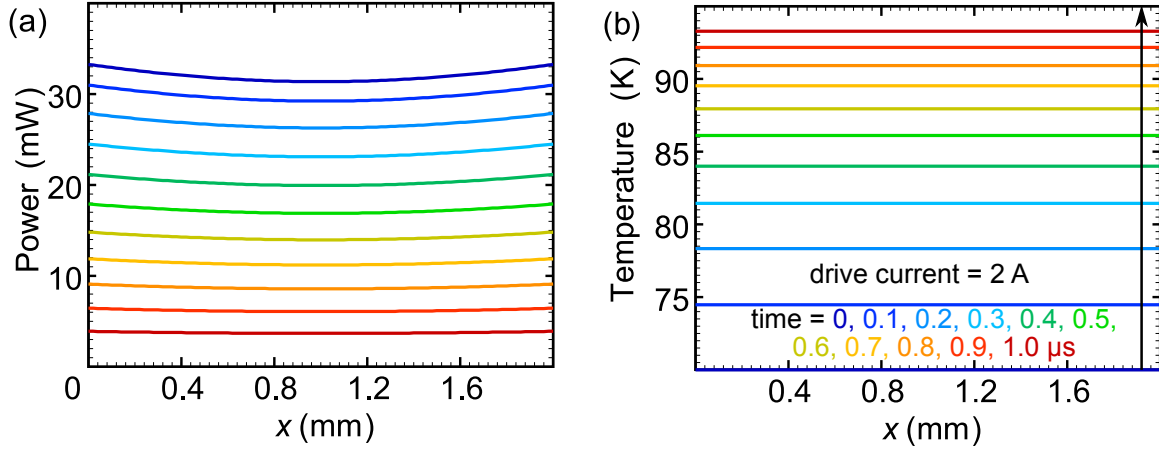 (a)
Power (mW)
30
20
10
0
0.4
0.8
1.2
1.6
x (mm)
(b)
Temperature (K)
90
85
80
75
drive current = 2 A
time = 0, 0.1, 0.2, 0.3, 0.4, 0.5,
0.6, 0.7, 0.8, 0.9, 1.0 μs
0.4
0.8
1.2
1.6
x (mm)